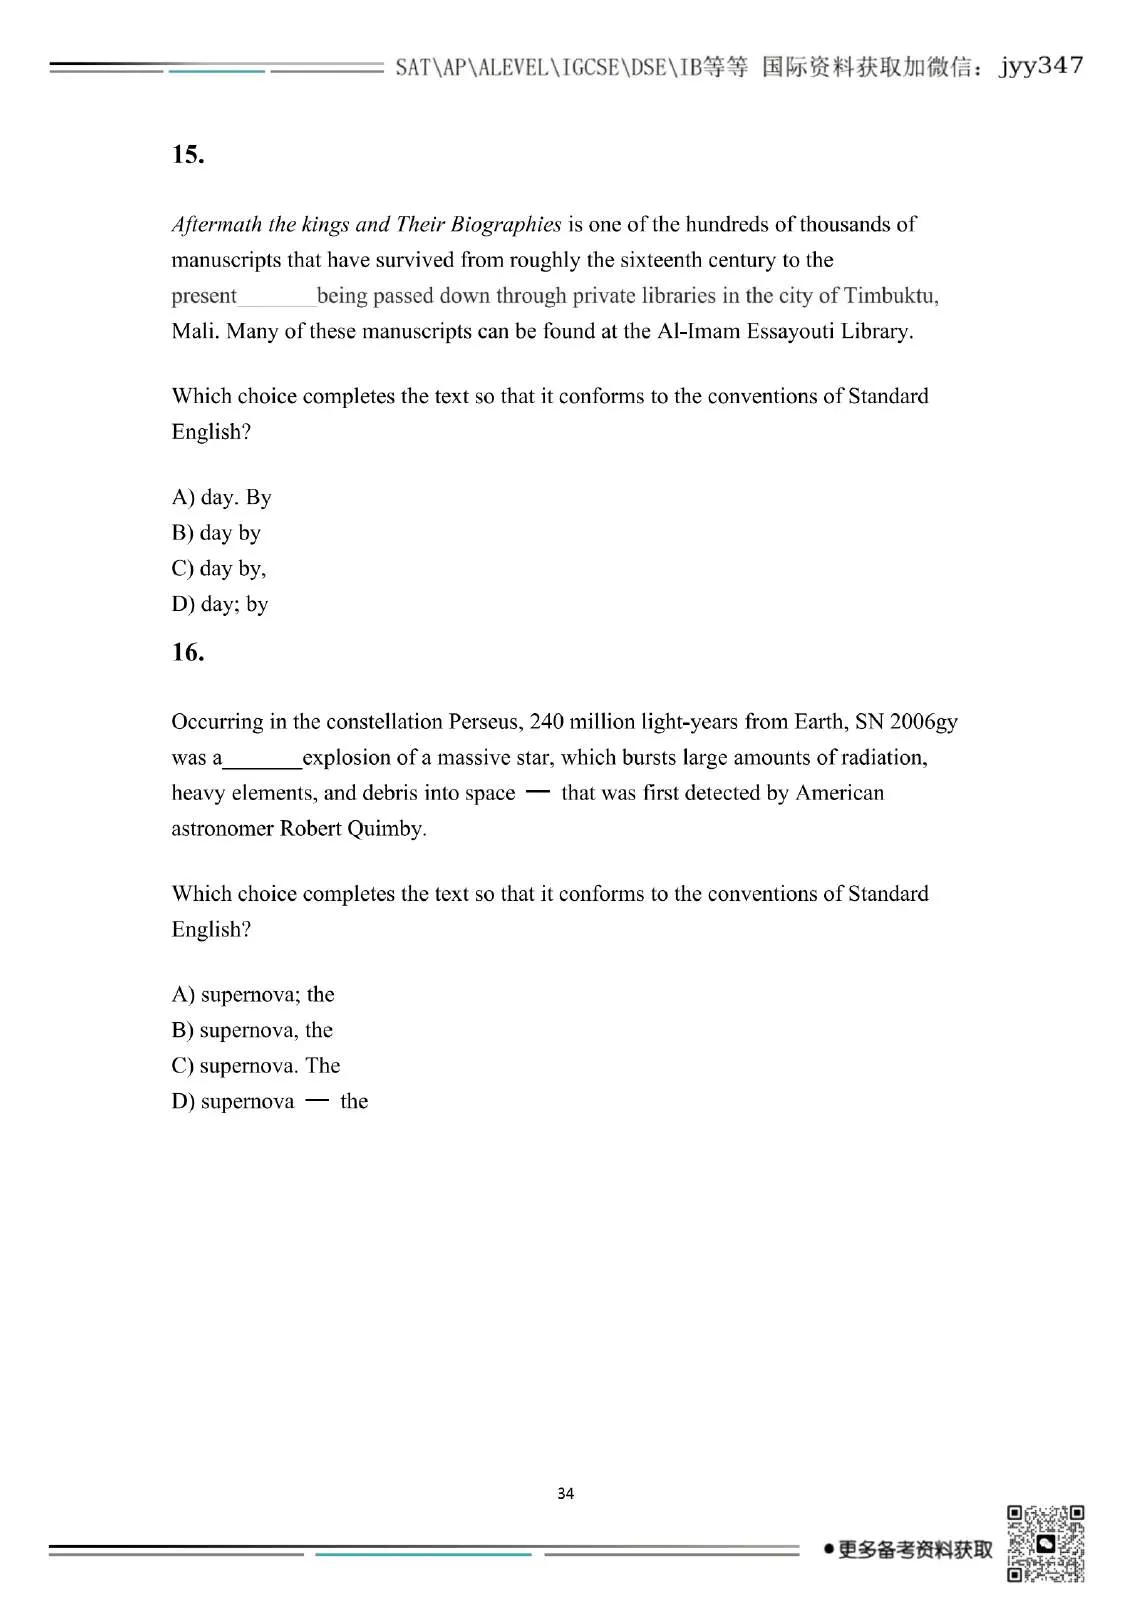 SAT\AP\ALEVEL\IGCSE\DSE\IB等等 国际资料获取加微信: jyy347
15.
Aftermath the kings and Their Biographies is one of the hundreds of thousands of
manuscripts that have survived from roughly the sixteenth century to the
present_______being passed down through private libraries in the city of Timbuktu,
Mali. Many of these manuscripts can be found at the Al-Imam Essayouti Library.
Which choice completes the text so that it conforms to the conventions of Standard
English?
A) day. By
B) day by
C) day by,
D) day; by
16.
Occurring in the constellation Perseus, 240 million light-years from Earth, SN 2006gy
was a_______explosion of a massive star, which bursts large amounts of radiation,
heavy elements, and debris into space — that was first detected by American
astronomer Robert Quimby.
Which choice completes the text so that it conforms to the conventions of Standard
English?
A) supernova; the
B) supernova, the
C) supernova. The
D) supernova — the
34
●更多备考资料获取